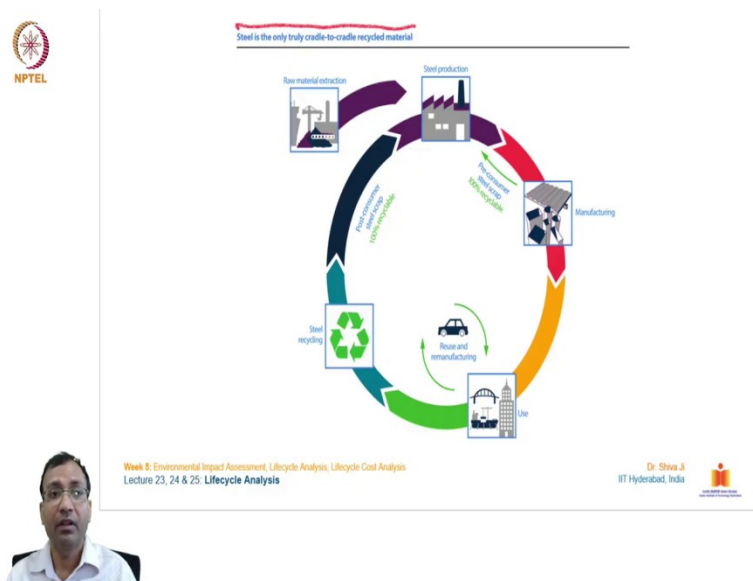 Steel is the only truly cradle-to-cradle recycled material
NPTEL
Raw material extraction
Steel production
Pre-consumer
steel scrap
100% recyclable
Post-consumer
steel scrap
100% recyclable
Manufacturing
Steel
recycling
Reuse and
remanufacturing
Use
Week 5: Environmental Impact Assessment, Lifecycle Analysis, Lifecycle Cost Analysis
Lecture 23, 24 & 25: Lifecycle Analysis
Dr. Shiva Ji
IIT Hyderabad, India